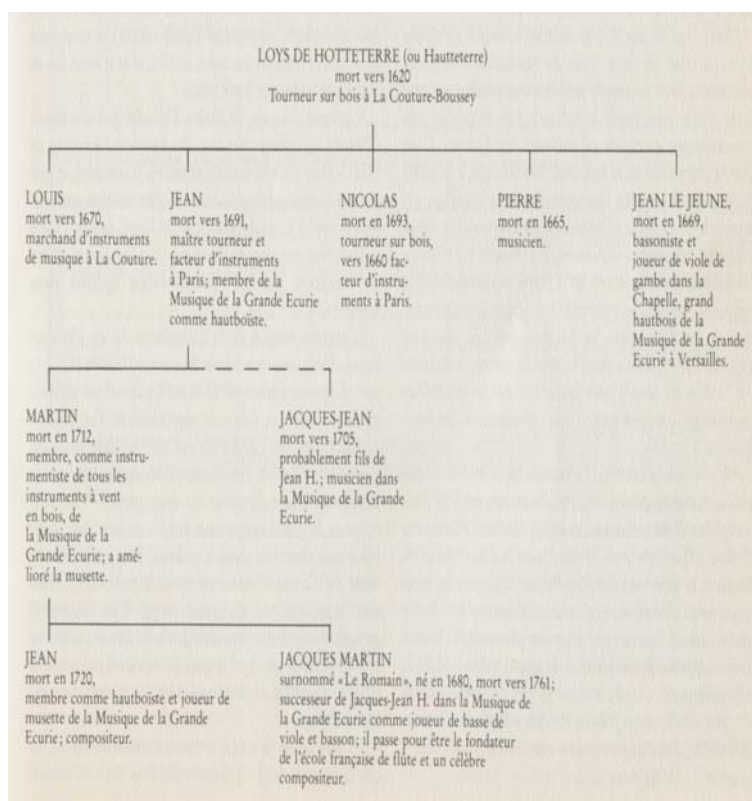 LOYS DE HOTTETERRE (ou Hautteterre)
mort vers 1620
Tourneur sur bois à La Couture-Boussey
LOUIS
mort vers 1670,
marchand d'instruments
de musique à La Couture.
JEAN
mort vers 1691,
maître tourneur et
facteur d'instruments
à Paris; membre de la
Musique de la Grande Ecurie
comme hautboïste.
NICOLAS
mort en 1693,
tourneur sur bois,
vers 1660 fac-
teur d'instru-
ments à Paris.
PIERRE
mort en 1665,
musicien.
JEAN LE JEUNE,
mort en 1669,
bassoniste et
joueur de viole de
gambe dans la
Chapelle, grand
hautbois de la
Musique de la Grande
Ecurie à Versailles.
MARTIN
mort en 1712,
membre, comme instru-
mentiste de tous les
instruments à vent
en bois, de
la Musique de la
Grande Ecurie; a amé-
lioré la musette.
JACQUES-JEAN
mort vers 1705,
probablement fils de
Jean H.; musicien dans
la Musique de la Grande
Ecurie.
JEAN
mort en 1720,
membre comme hautboïste et joueur de
musette de la Musique de la Grande
Ecurie; compositeur.
JACQUES MARTIN
surnommé «Le Romain», né en 1680, mort vers 1761;
successeur de Jacques-Jean H. dans la Musique de
la Grande Ecurie comme joueur de basse de
viole et basson; il passe pour être le fondateur
de l'école française de flûte et un célèbre
compositeur.